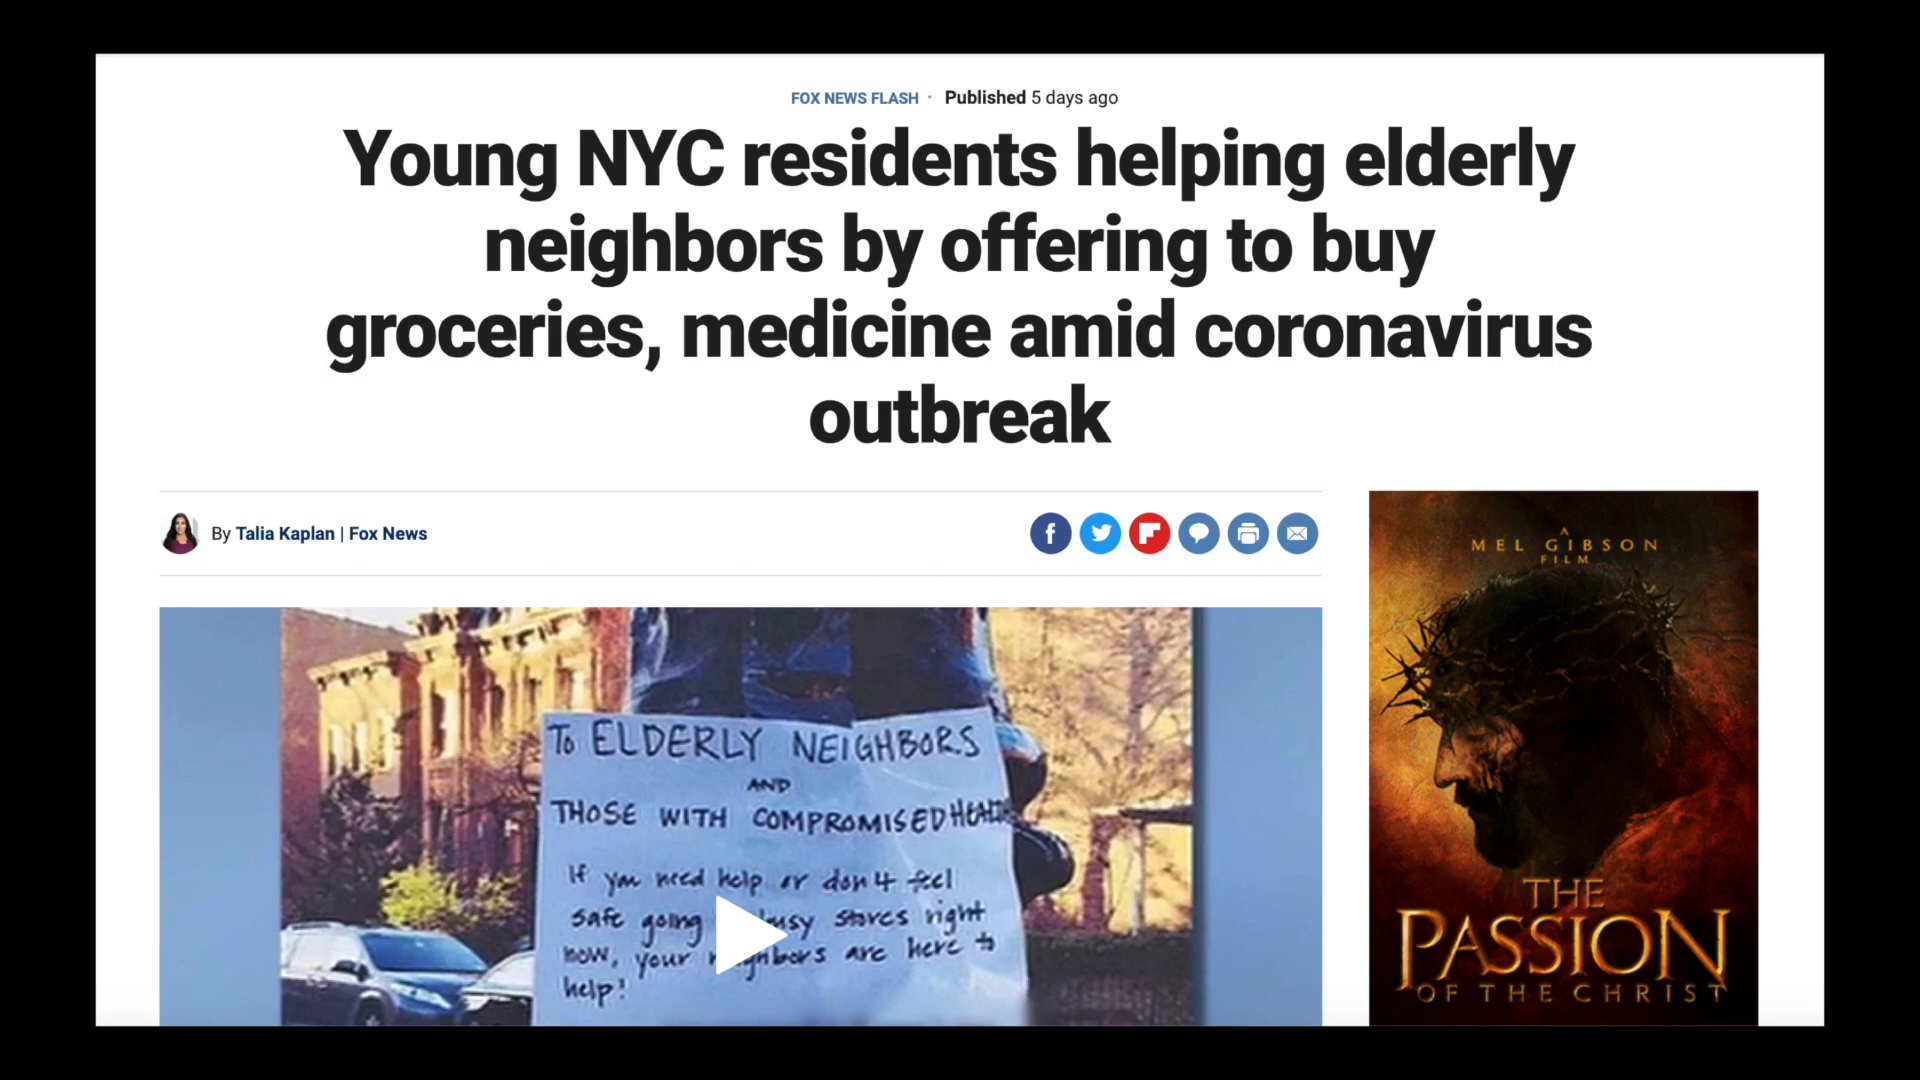 FOX NEWS FLASH · Published 5 days ago
Young NYC residents helping elderly
neighbors by offering to buy
groceries, medicine amid coronavirus
outbreak
By Talia Kaplan | Fox News
TO ELDERLY NEIGHBORS
AND
THOSE WITH COMPROMISED HEALTH
If you need help or don't feel
safe going busy stores right
now, your neighbors are here to
help!
A
MEL GIBSON
FILM
THE
PASSION
OF THE CHRIST